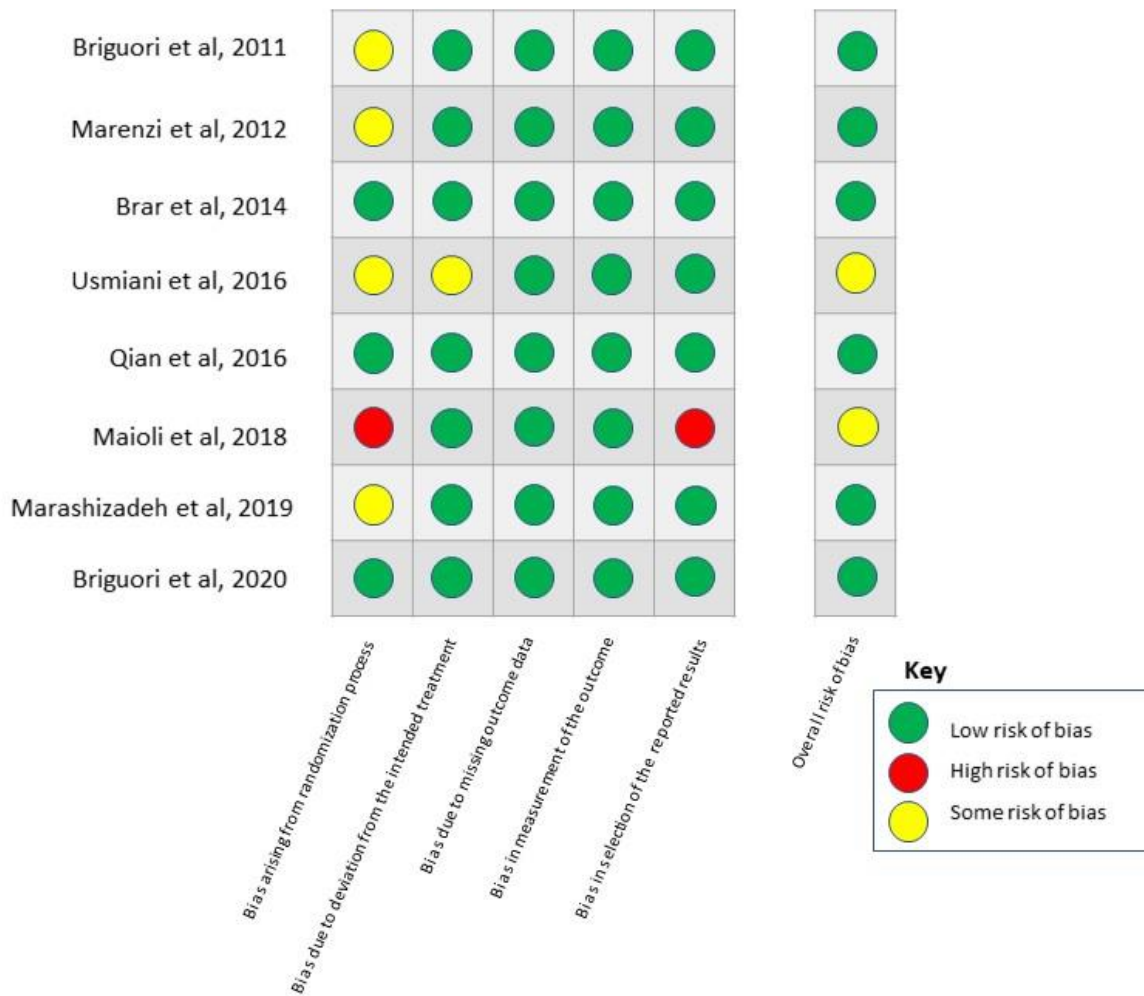 Briguori et al, 2011
Marenzi et al, 2012
Brar et al, 2014
Usmiani et al, 2016
Qian et al, 2016
Maioli et al, 2018
Marashizadeh et al, 2019
Briguori et al, 2020
Bias arising from randomization process
Bias due to deviation from the intended treatment
Bias due to missing outcome data
Bias in measurement of the outcome
Bias in selection of the reported results
Overall risk of bias
Key
Low risk of bias
High risk of bias
Some risk of bias